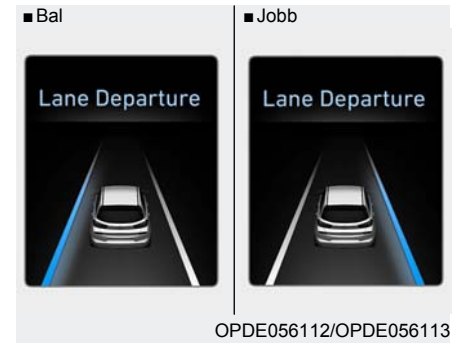 ■ Bal
■ Jobb
Lane Departure
Lane Departure
OPDE056112/OPDE056113